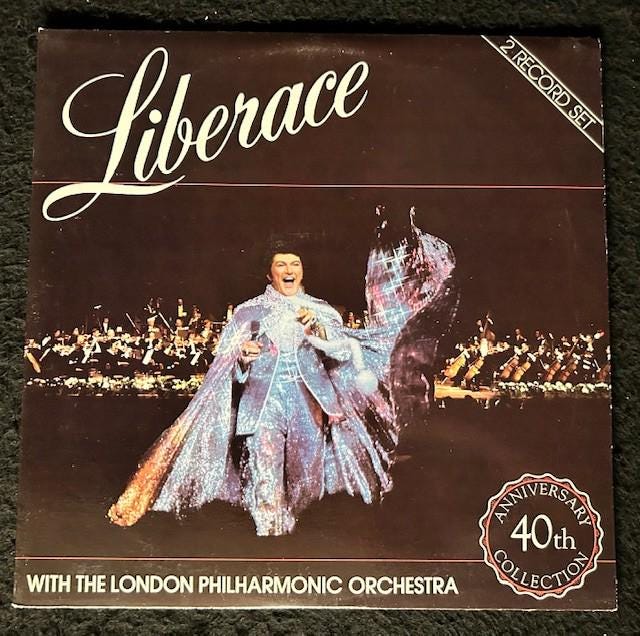 Liberace
2 RECORD SET
WITH THE LONDON PHILHARMONIC ORCHESTRA
ANNIVERSARY
40th
COLLECTION